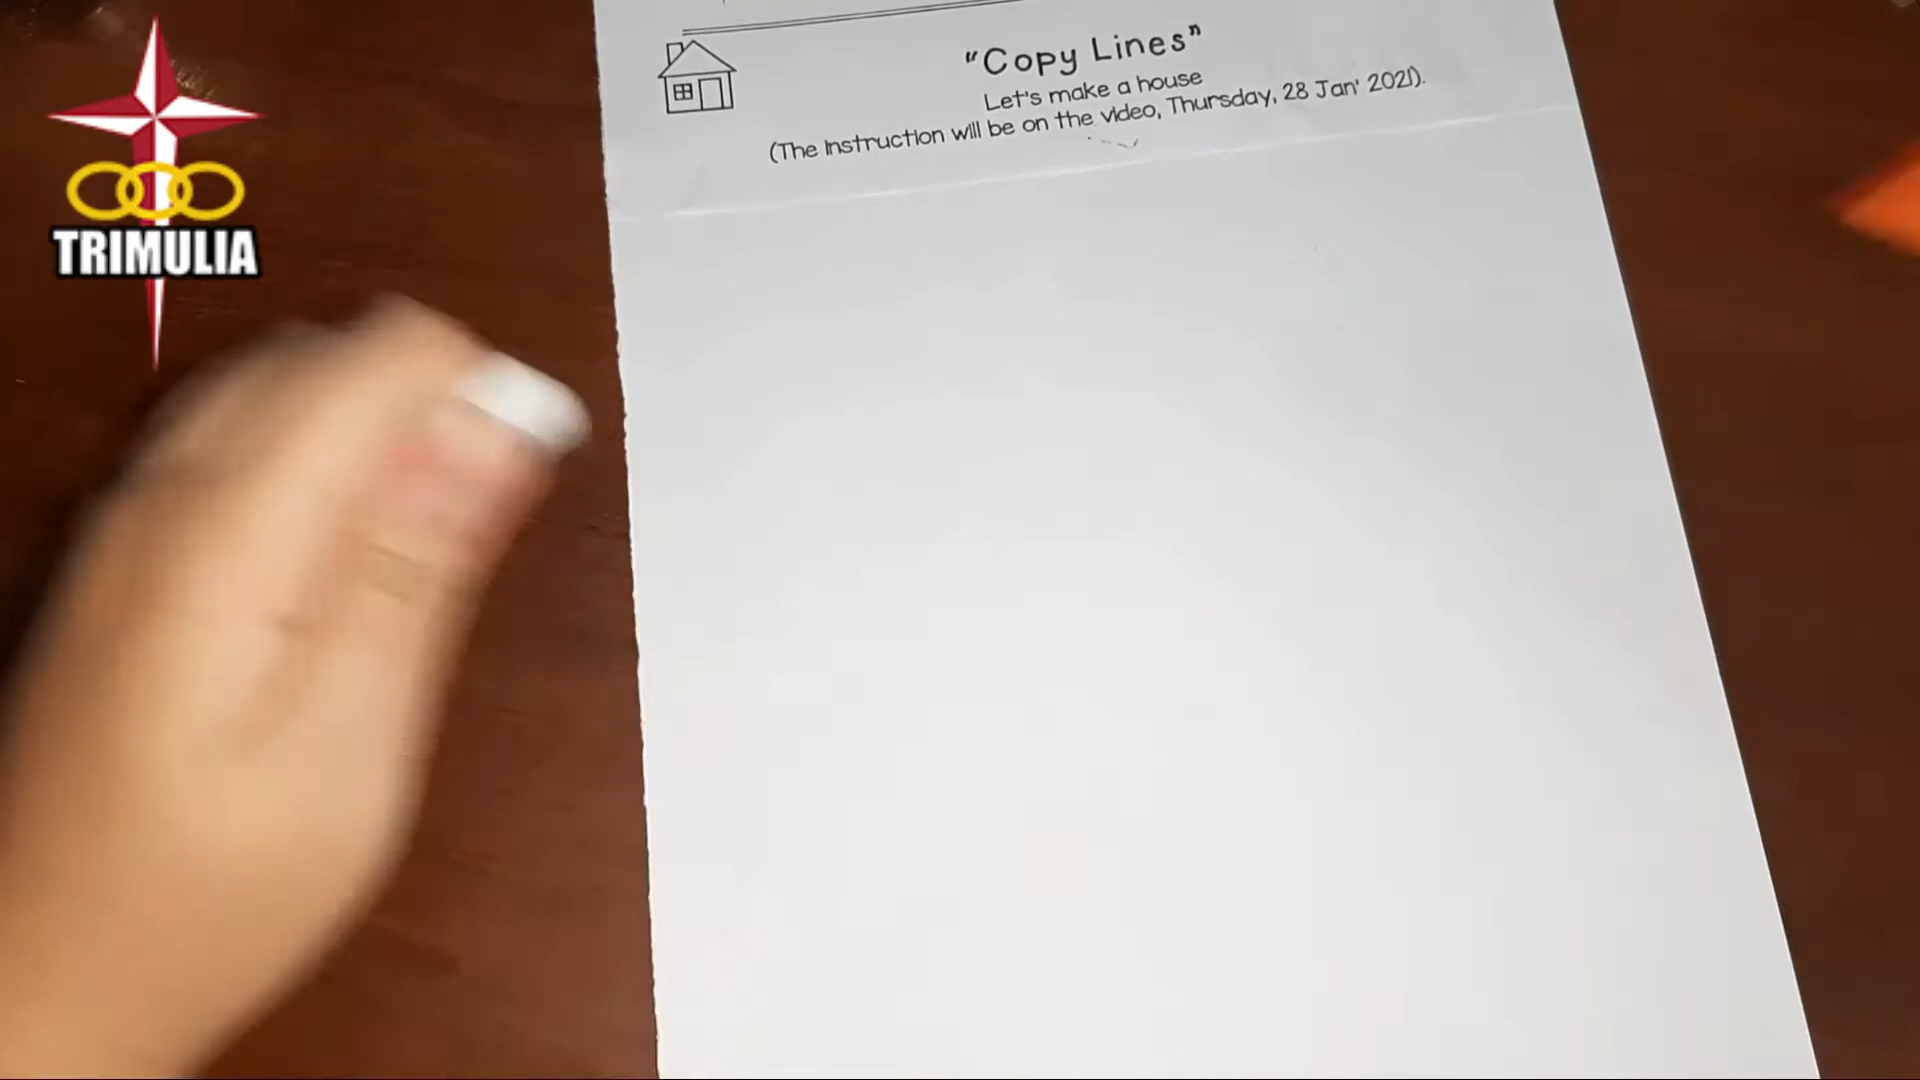 TRIMULIA
"Copy Lines"
Let's make a house
(The Instruction will be on the video, Thursday, 28 Jan' 2021).